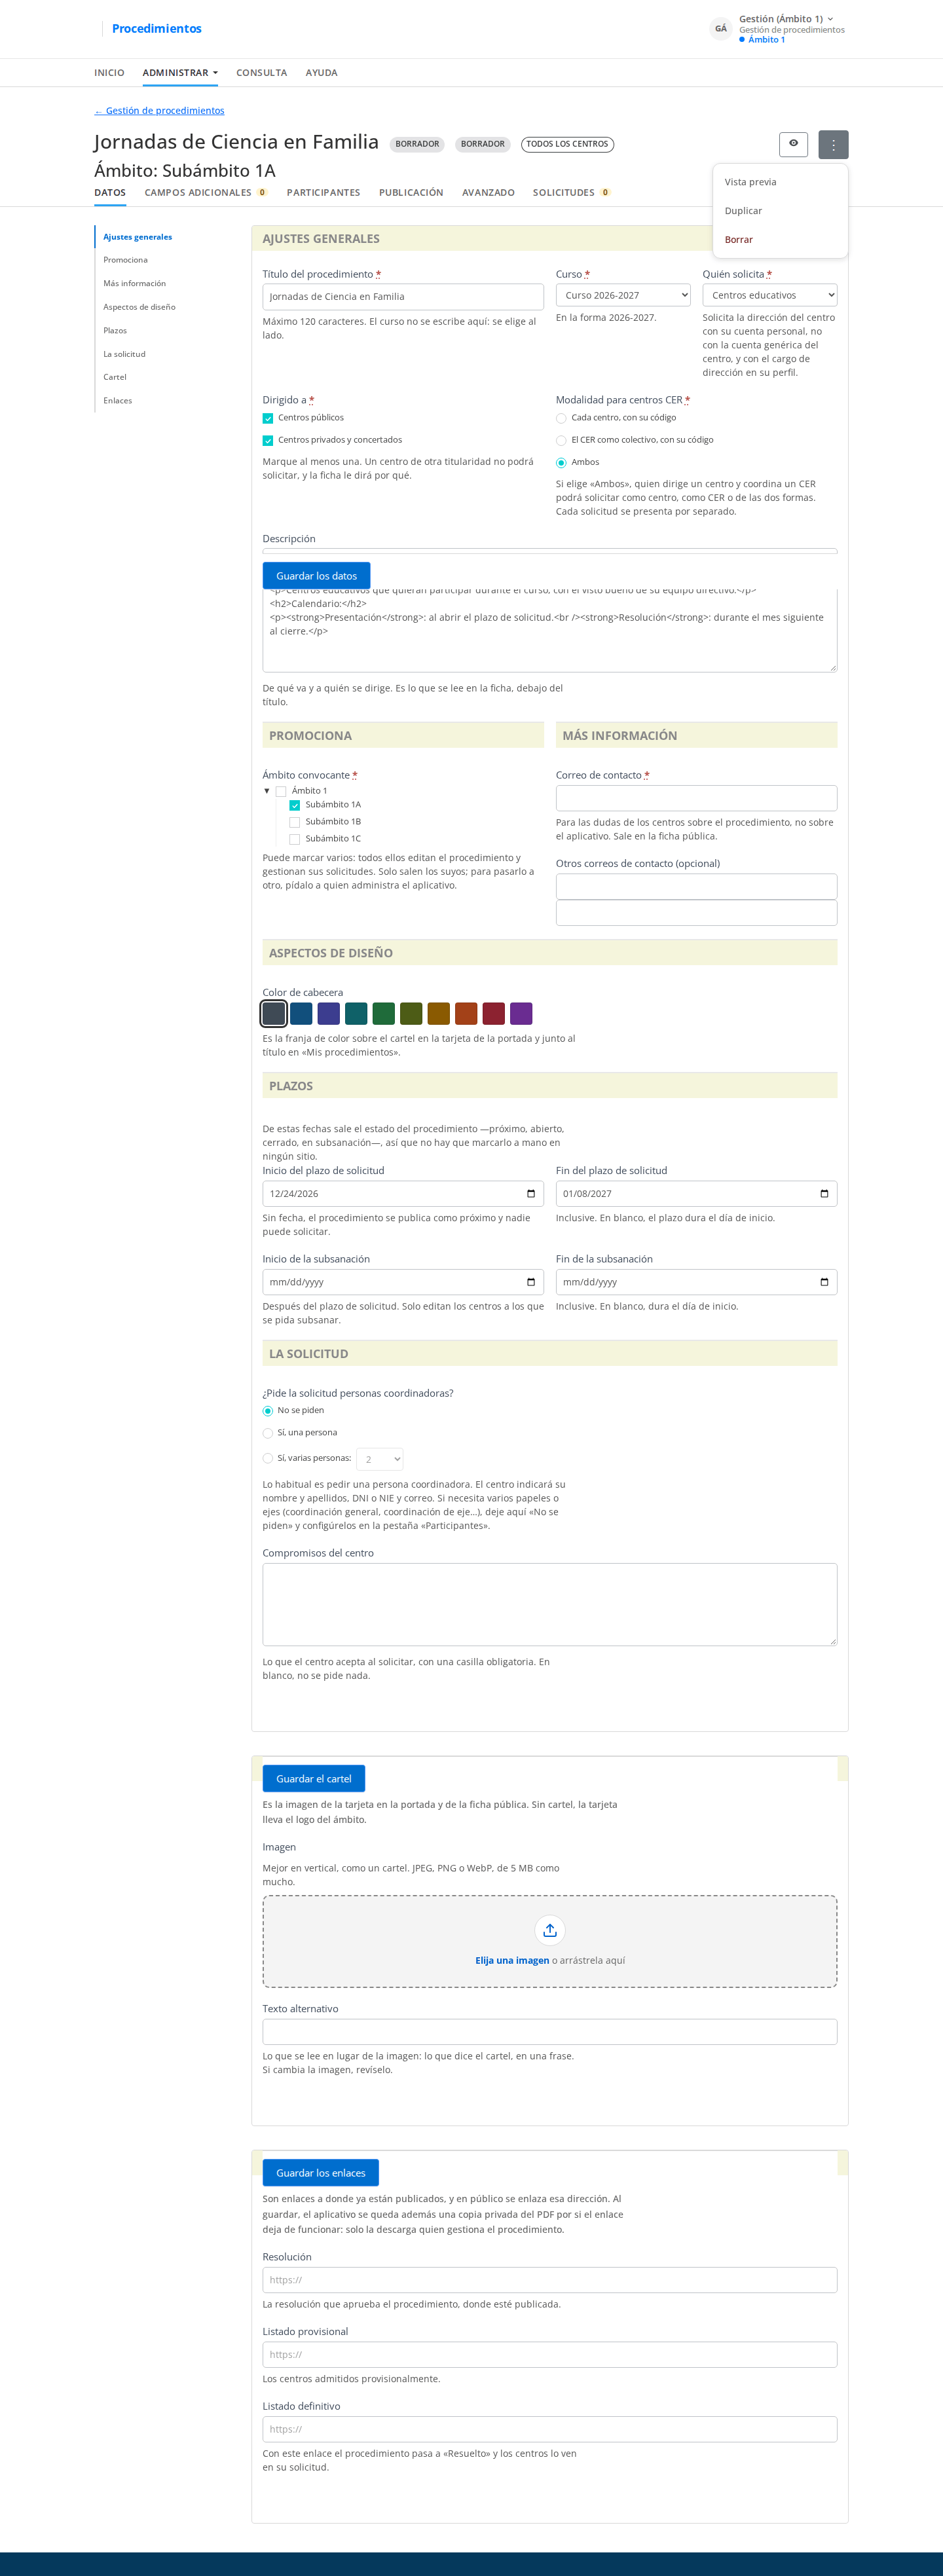 Procedimientos
GÁ
Gestión (Ámbito 1)
Gestión de procedimientos
Ámbito 1
INICIO
ADMINISTRAR
CONSULTA
AYUDA
← Gestión de procedimientos
Jornadas de Ciencia en Familia
BORRADOR
BORRADOR
TODOS LOS CENTROS
Ámbito: Subámbito 1A
Vista previa
Duplicar
Borrar
DATOS
CAMPOS ADICIONALES 0
PARTICIPANTES
PUBLICACIÓN
AVANZADO
SOLICITUDES 0
Ajustes generales
Promociona
Más información
Aspectos de diseño
Plazos
La solicitud
Cartel
Enlaces
AJUSTES GENERALES
Título del procedimiento *
Jornadas de Ciencia en Familia
Máximo 120 caracteres. El curso no se escribe aquí: se elige al
lado.
Curso *
Curso 2026-2027
En la forma 2026-2027.
Quién solicita *
Centros educativos
Solicita la dirección del centro
con su cuenta personal, no
con la cuenta genérica del
centro, y con el cargo de
dirección en su perfil.
Dirigido a *
Centros públicos
Centros privados y concertados
Marque al menos una. Un centro de otra titularidad no podrá
solicitar, y la ficha le dirá por qué.
Modalidad para centros CER *
Cada centro, con su código
El CER como colectivo, con su código
Ambos
Si elige «Ambos», quien dirige un centro y coordina un CER
podrá solicitar como centro, como CER o de las dos formas.
Cada solicitud se presenta por separado.
Descripción
Guardar los datos
<p>Centros educativos que quieran participar durante el curso, con el visto bueno de su equipo directivo.</p>
<h2>Calendario:</h2>
<p><strong>Presentación</strong>: al abrir el plazo de solicitud.<br /><strong>Resolución</strong>: durante el mes siguiente
al cierre.</p>
De qué va y a quién se dirige. Es lo que se lee en la ficha, debajo del
título.
PROMOCIONA
Ámbito convocante *
▼ Ámbito 1
Subámbito 1A
Subámbito 1B
Subámbito 1C
Puede marcar varios: todos ellos editan el procedimiento y
gestionan sus solicitudes. Solo salen los suyos; para pasarlo a
otro, pídalo a quien administra el aplicativo.
MÁS INFORMACIÓN
Correo de contacto *
Para las dudas de los centros sobre el procedimiento, no sobre
el aplicativo. Sale en la ficha pública.
Otros correos de contacto (opcional)
ASPECTOS DE DISEÑO
Color de cabecera
Es la franja de color sobre el cartel en la tarjeta de la portada y junto al
título en «Mis procedimientos».
PLAZOS
De estas fechas sale el estado del procedimiento —próximo, abierto,
cerrado, en subsanación—, así que no hay que marcarlo a mano en
ningún sitio.
Inicio del plazo de solicitud
12/24/2026
Sin fecha, el procedimiento se publica como próximo y nadie
puede solicitar.
Fin del plazo de solicitud
01/08/2027
Inclusive. En blanco, el plazo dura el día de inicio.
Inicio de la subsanación
mm/dd/yyyy
Después del plazo de solicitud. Solo editan los centros a los que
se pida subsanar.
Fin de la subsanación
mm/dd/yyyy
Inclusive. En blanco, dura el día de inicio.
LA SOLICITUD
¿Pide la solicitud personas coordinadoras?
No se piden
Sí, una persona
Sí, varias personas: 2
Lo habitual es pedir una persona coordinadora. El centro indicará su
nombre y apellidos, DNI o NIE y correo. Si necesita varios papeles o
ejes (coordinación general, coordinación de eje…), deje aquí «No se
piden» y configúrelos en la pestaña «Participantes».
Compromisos del centro
Lo que el centro acepta al solicitar, con una casilla obligatoria. En
blanco, no se pide nada.
Guardar el cartel
Es la imagen de la tarjeta en la portada y de la ficha pública. Sin cartel, la tarjeta
lleva el logo del ámbito.
Imagen
Mejor en vertical, como un cartel. JPEG, PNG o WebP, de 5 MB como
mucho.
Elija una imagen o arrástrela aquí
Texto alternativo
Lo que se lee en lugar de la imagen: lo que dice el cartel, en una frase.
Si cambia la imagen, revíselo.
Guardar los enlaces
Son enlaces a donde ya están publicados, y en público se enlaza esa dirección. Al
guardar, el aplicativo se queda además una copia privada del PDF por si el enlace
deja de funcionar: solo la descarga quien gestiona el procedimiento.
Resolución
https://
La resolución que aprueba el procedimiento, donde esté publicada.
Listado provisional
https://
Los centros admitidos provisionalmente.
Listado definitivo
https://
Con este enlace el procedimiento pasa a «Resuelto» y los centros lo ven
en su solicitud.